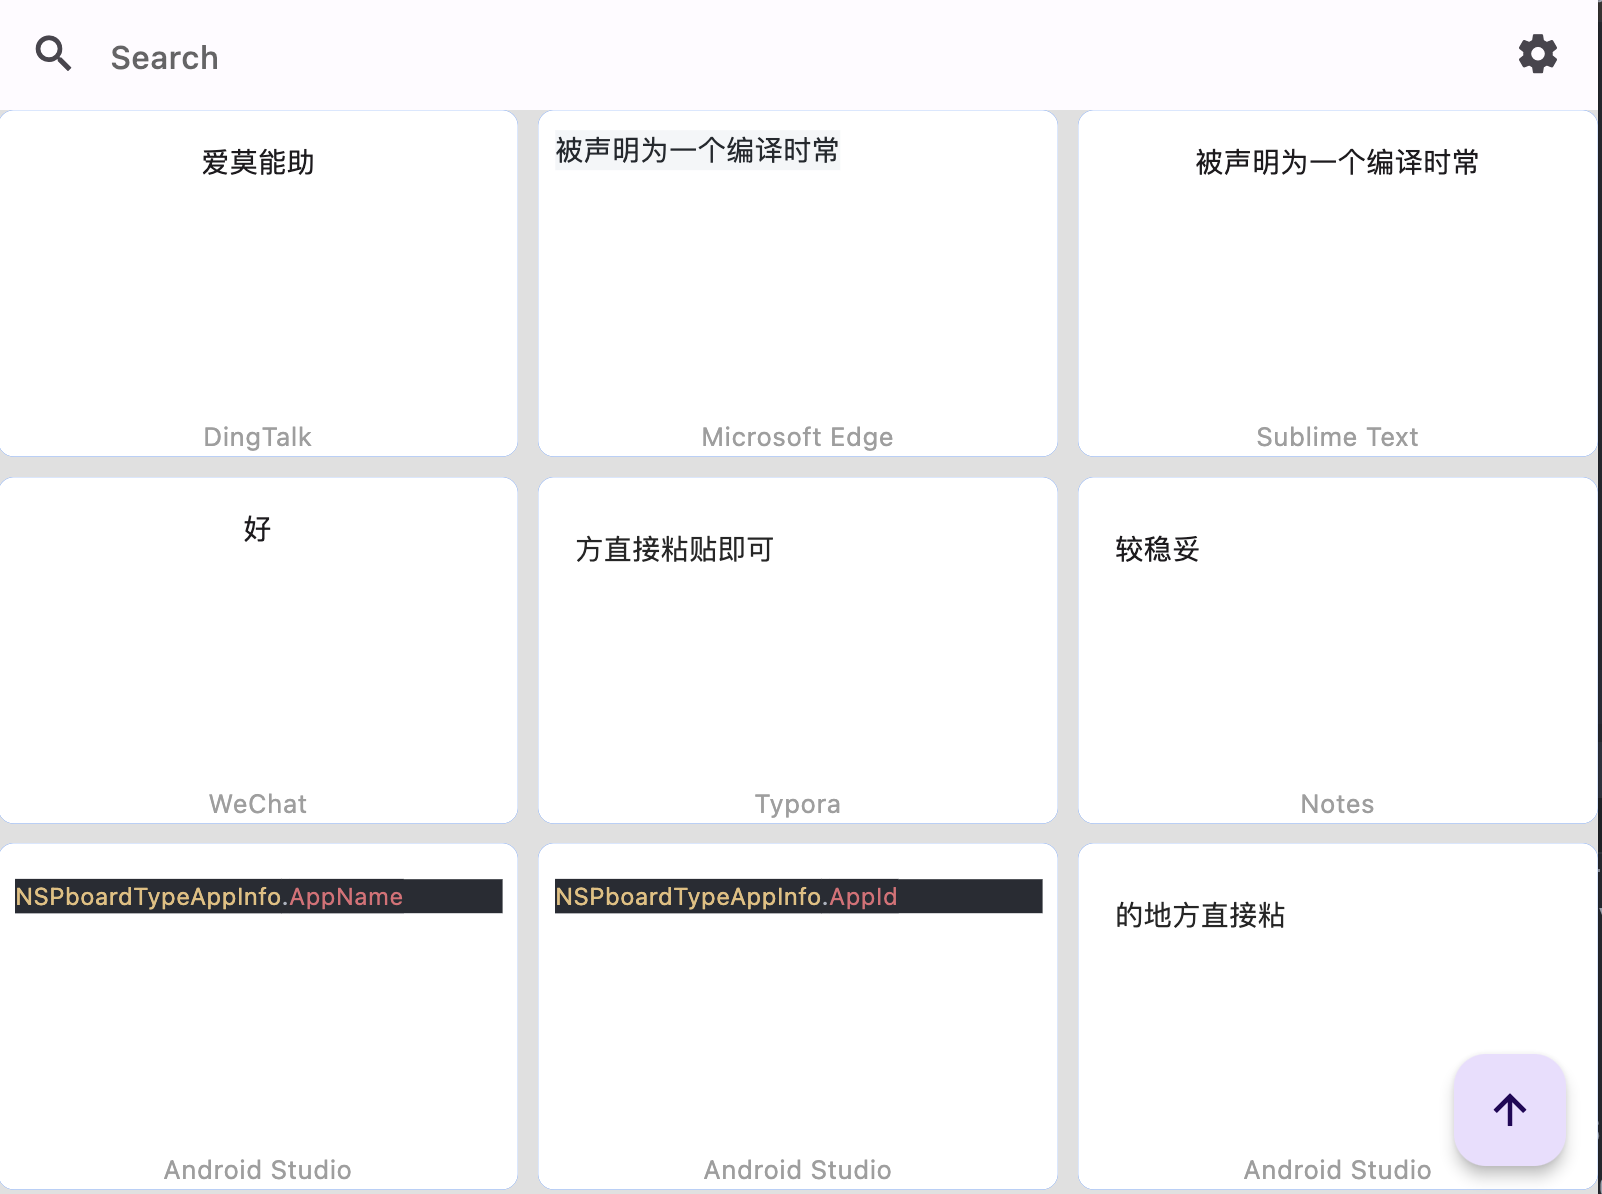 Search
爱莫能助
DingTalk
被声明为一个编译时常
Microsoft Edge
被声明为一个编译时常
Sublime Text
好
WeChat
方直接粘贴即可
Typora
较稳妥
Notes
NSPboardTypeAppInfo.AppName
Android Studio
NSPboardTypeAppInfo.AppId
Android Studio
的地方直接粘
Android Studio